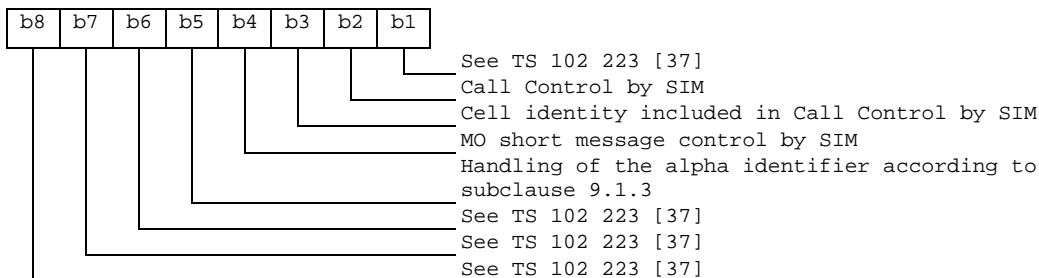 b8 b7 b6 b5 b4 b3 b2 b1
See TS 102 223 [37]
Call Control by SIM
Cell identity included in Call Control by SIM
MO short message control by SIM
Handling of the alpha identifier according to
subclause 9.1.3
See TS 102 223 [37]
See TS 102 223 [37]
See TS 102 223 [37]